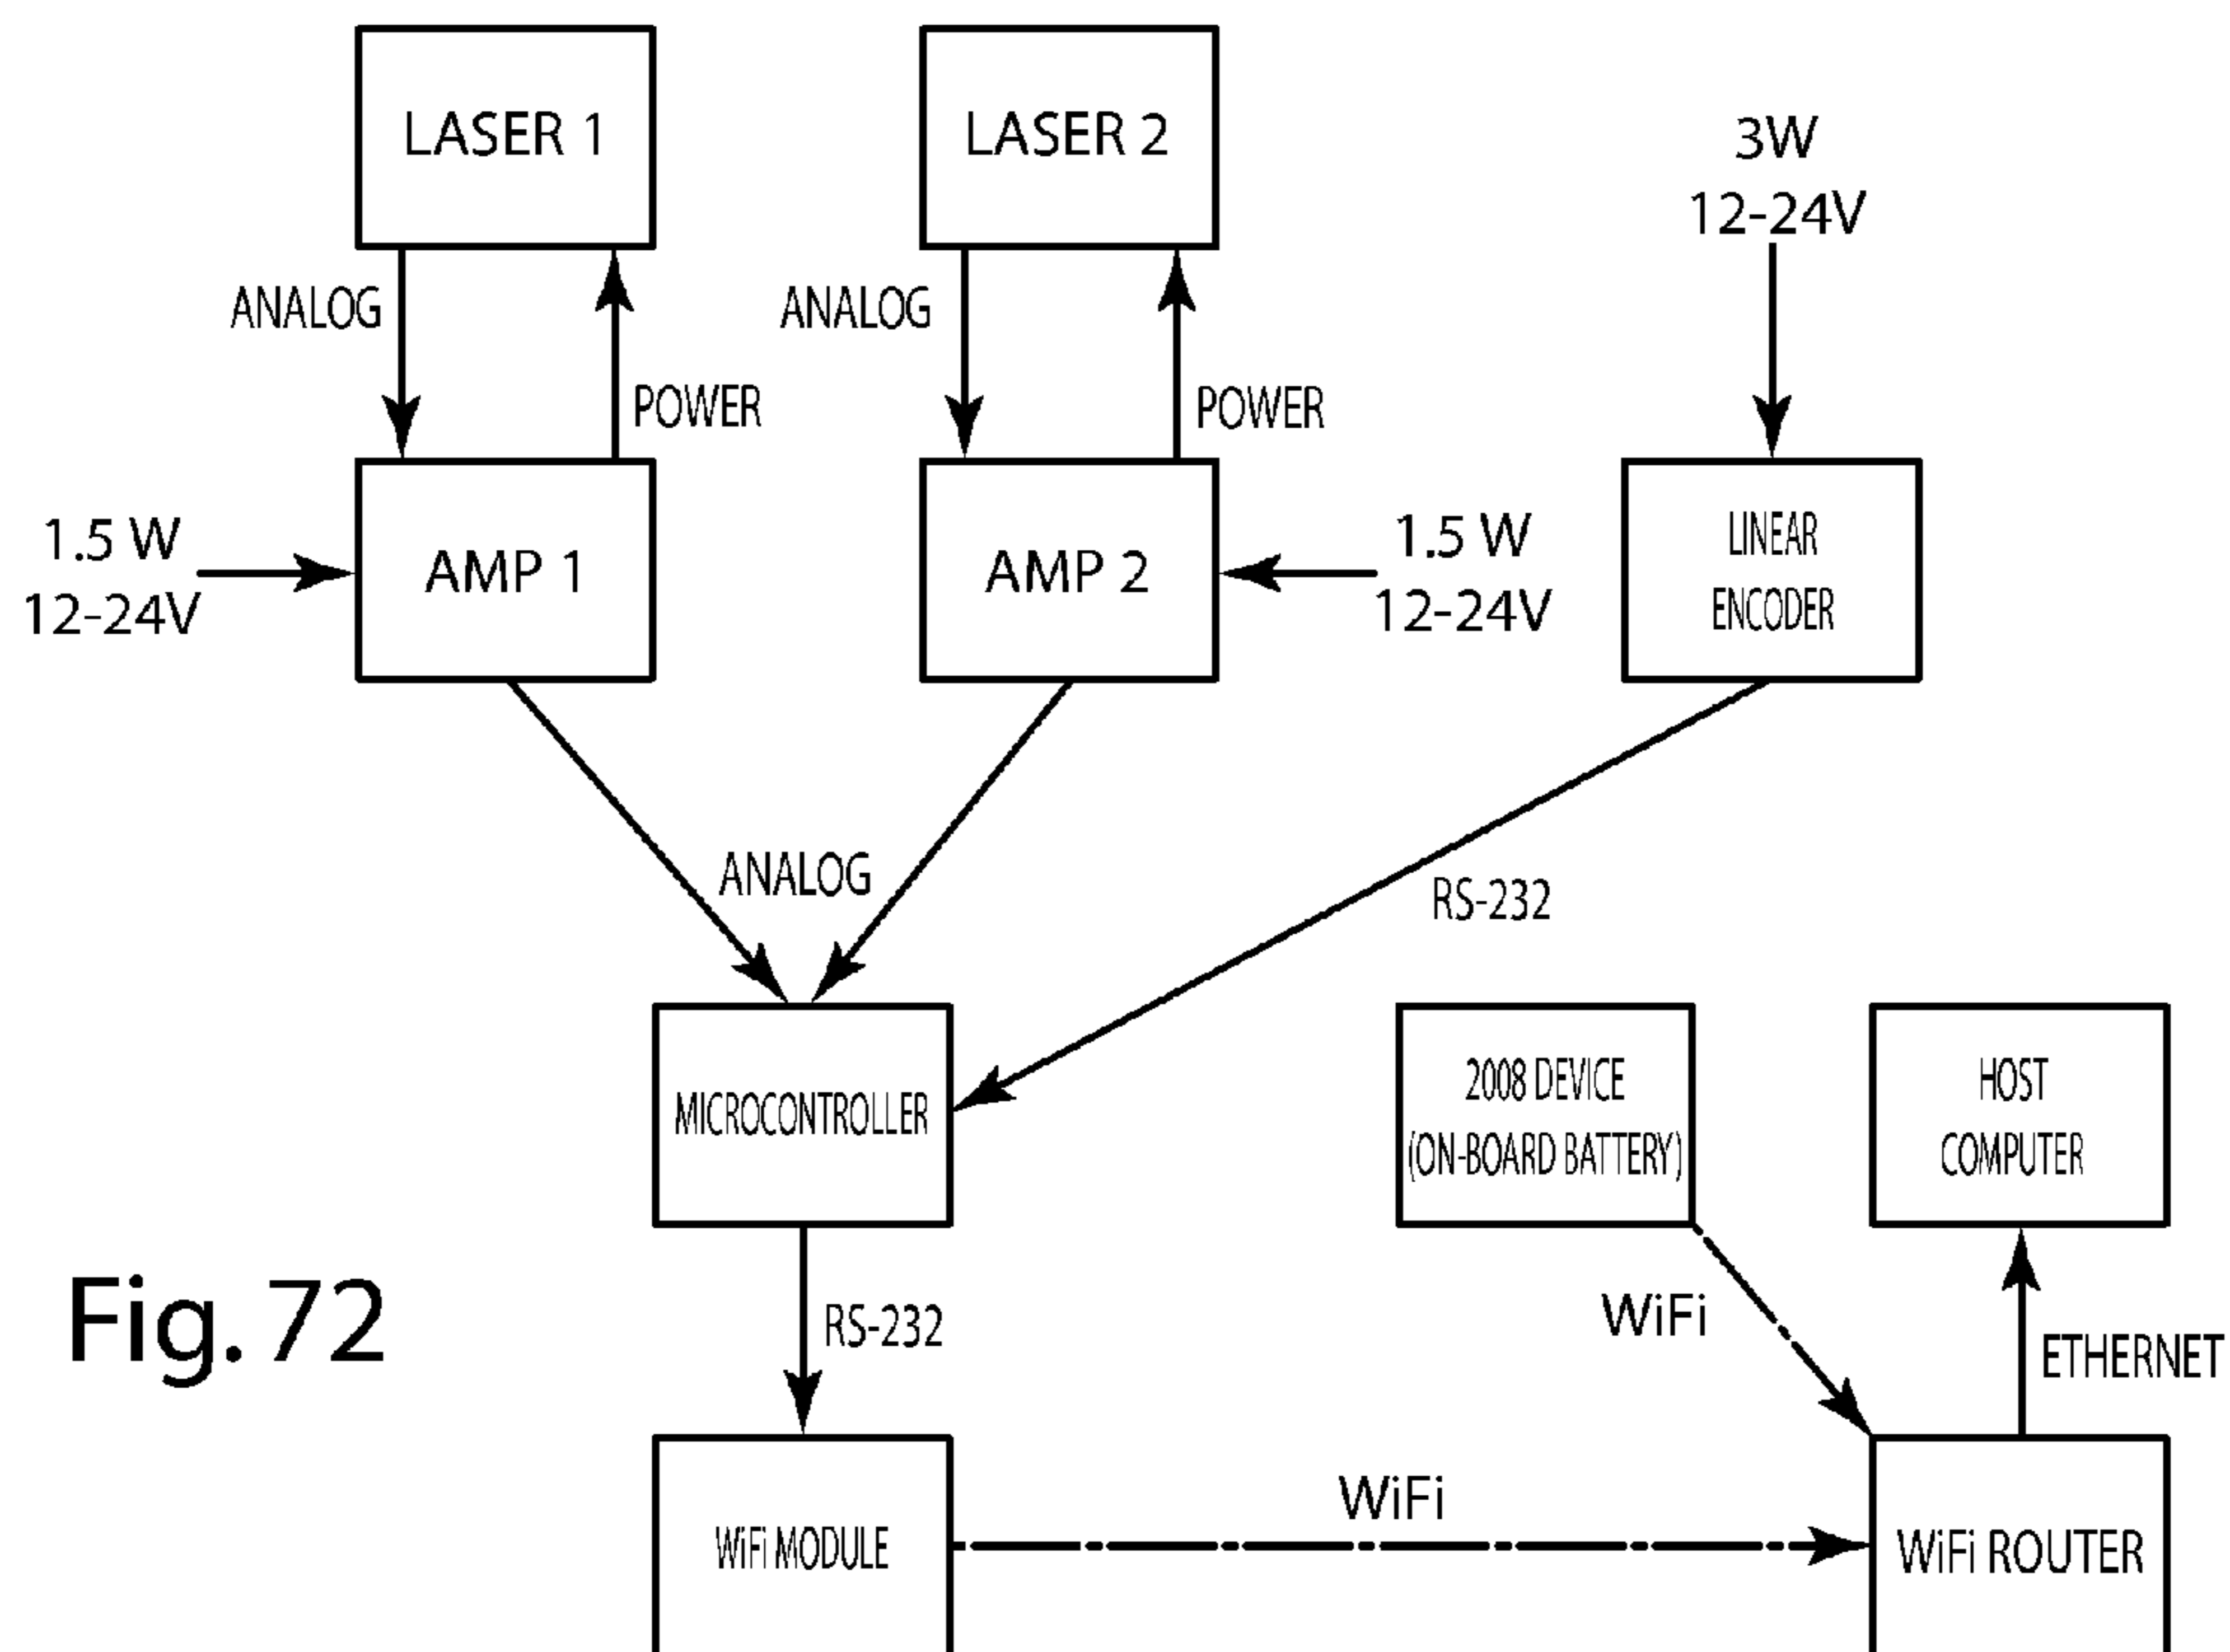 LASER 1
LASER 2
3W
12-24V
ANALOG
POWER
ANALOG
POWER
1.5 W
12-24V
AMP 1
AMP 2
1.5 W
12-24V
LINEAR
ENCODER
ANALOG
RS-232
MICROCONTROLLER
2008 DEVICE
(ON-BOARD BATTERY)
HOST
COMPUTER
Fig. 72
RS-232
WiFi
ETHERNET
WiFi MODULE
WiFi
WiFi ROUTER